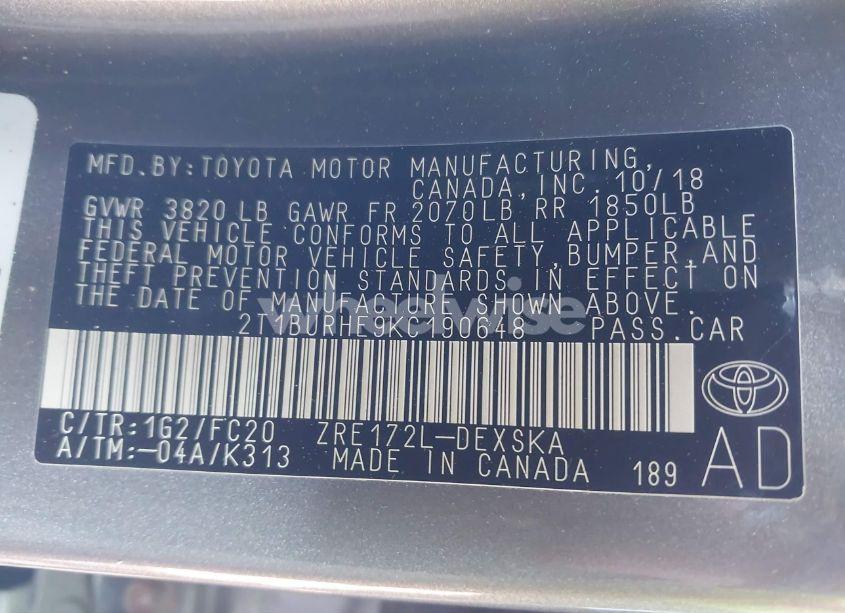 MFD.BY:TOYOTA MOTOR MANUFACTURING,
CANADA,INC. 10/18
GVWR 3820 LB GAWR FR 2070LB RR 1850LB
THIS VEHICLE CONFORMS TO ALL APPLICABLE
FEDERAL MOTOR VEHICLE SAFETY,BUMPER,AND
THEFT PREVENTION STANDARDS IN EFFECT ON
THE DATE OF MANUFACTURE SHOWN ABOVE.
wheelwise
2T1BURHE9KC190648 PASS.CAR
C/TR:1G2/FC20 ZRE172L-DEXSKA
A/TM:-04A/K313 MADE IN CANADA 189
AD